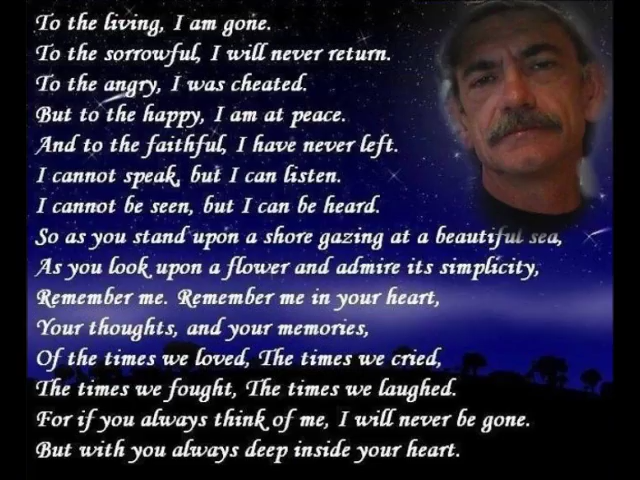 To the living, I am gone.
To the sorrowful, I will never return.
To the angry, I was cheated.
But to the happy, I am at peace.
And to the faithful, I have never left.
I cannot speak, but I can listen.
I cannot be seen, but I can be heard.
So as you stand upon a shore gazing at a beautiful sea,
As you look upon a flower and admire its simplicity,
Remember me. Remember me in your heart,
Your thoughts, and your memories,
Of the times we loved, The times we cried,
The times we fought, The times we laughed.
For if you always think of me, I will never be gone.
But with you always deep inside your heart.